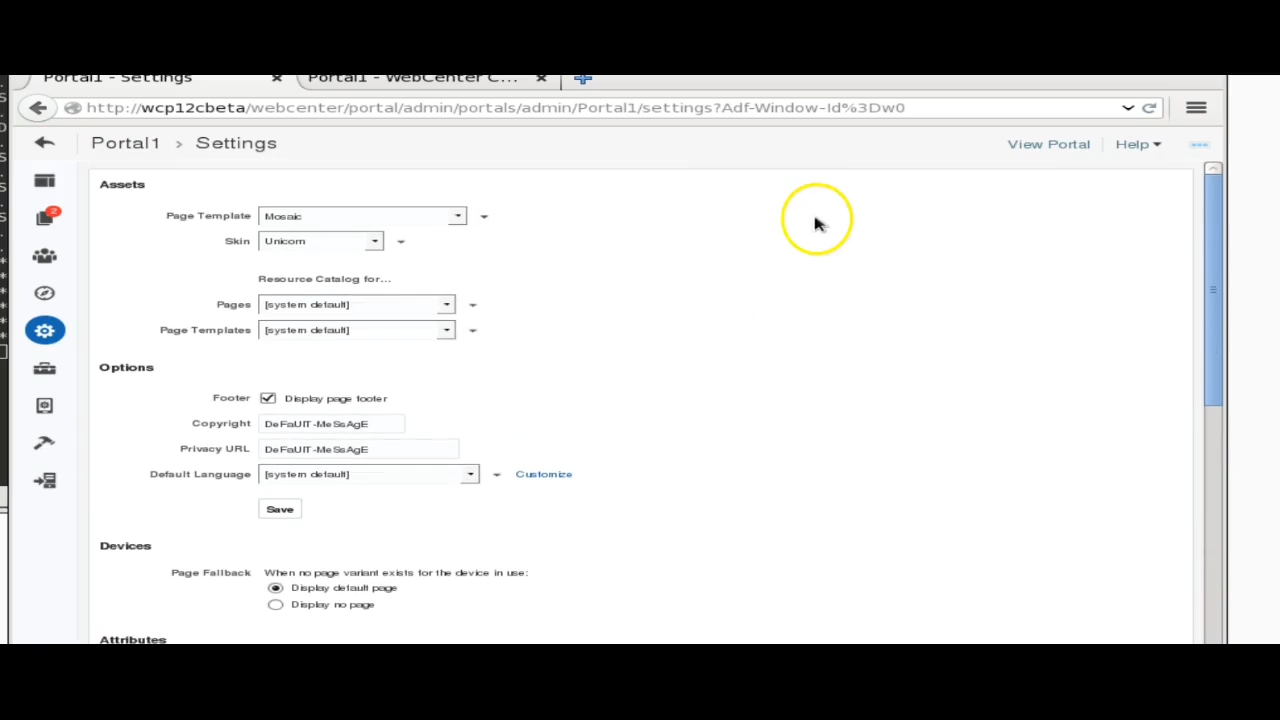 Portal1 - Settings
Portal1 - WebCenter C...
http://wcp12cbeta/webcenter/portal/admin/portals/admin/Portal1/settings?Adf-Window-Id%3Dw0
Portal1 > Settings
View Portal
Help
Assets
2
Page Template Mosaic
Skin Unicorn
Resource Catalog for...
Pages [system default]
Page Templates [system default]
Options
Footer Display page footer
Copyright DeFaUlT-MeSsAgE
Privacy URL DeFaUlT-MeSsAgE
Default Language [system default] Customize
Save
Devices
Page Fallback When no page variant exists for the device in use:
Display default page
Display no page
Attributes